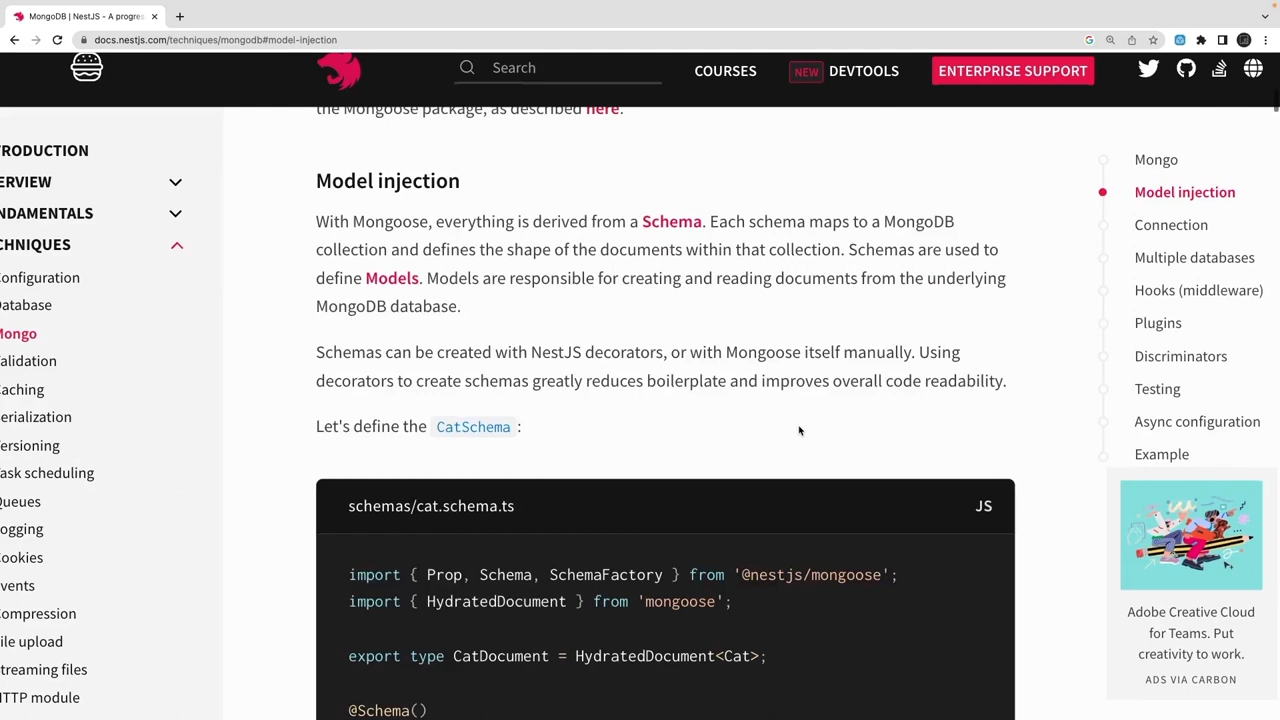 MongoDB | NestJS - A progres
docs.nestjs.com/techniques/mongodb#model-injection
Search
COURSES
NEW
DEVTOOLS
ENTERPRISE SUPPORT
TRODUCTION
ERVIEW
NDAMENTALS
CHNIQUES
onfiguration
atabase
Mongo
alidation
aching
erialization
ersioning
ask scheduling
ueues
ogging
ookies
vents
ompression
ile upload
treaming files
TTP module
the Mongoose package, as described here.
Model injection
With Mongoose, everything is derived from a Schema. Each schema maps to a MongoDB
collection and defines the shape of the documents within that collection. Schemas are used to
define Models. Models are responsible for creating and reading documents from the underlying
MongoDB database.
Schemas can be created with NestJS decorators, or with Mongoose itself manually. Using
decorators to create schemas greatly reduces boilerplate and improves overall code readability.
Let's define the CatSchema :
schemas/cat.schema.ts
JS
import { Prop, Schema, SchemaFactory } from '@nestjs/mongoose';
import { HydratedDocument } from 'mongoose';
export type CatDocument = HydratedDocument<Cat>;
@Schema()
Mongo
Model injection
Connection
Multiple databases
Hooks (middleware)
Plugins
Discriminators
Testing
Async configuration
Example
Adobe Creative Cloud
for Teams. Put
creativity to work.
ADS VIA CARBON